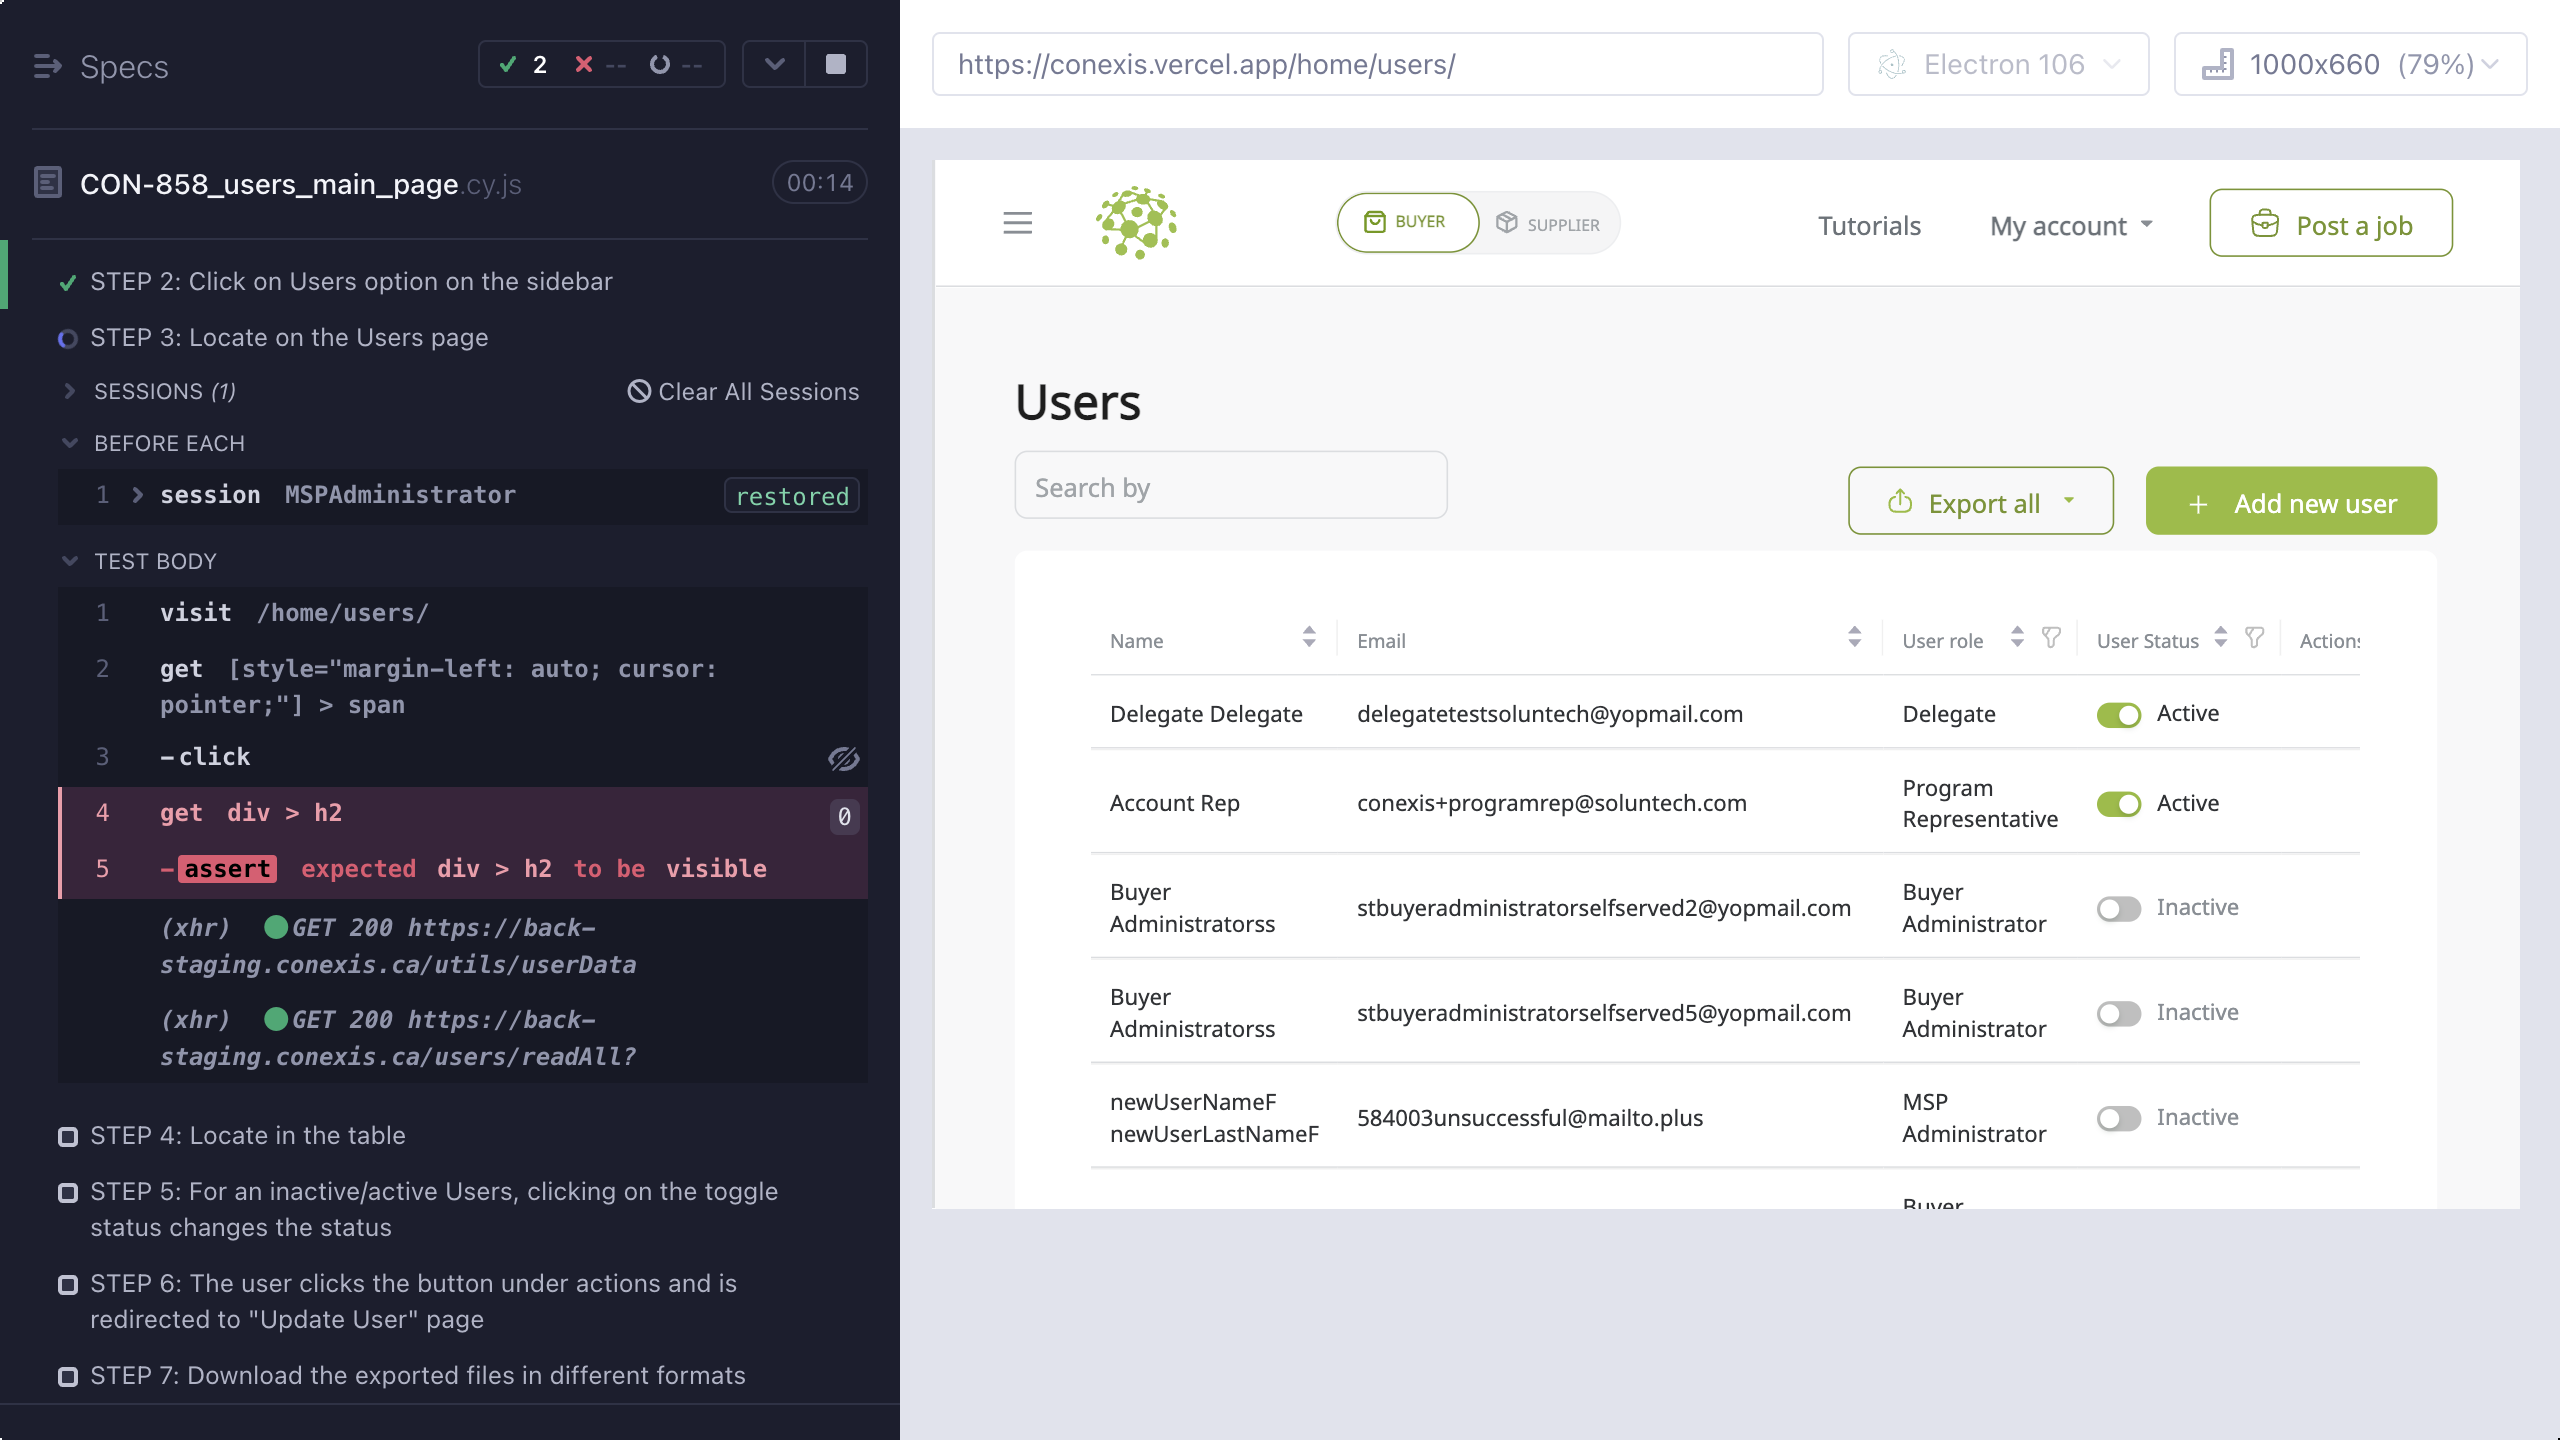 Specs
2 -- --
CON-858_users_main_page.cy.js 00:14
STEP 2: Click on Users option on the sidebar
STEP 3: Locate on the Users page
SESSIONS (1) Clear All Sessions
BEFORE EACH
1 session MSPAdministrator restored
TEST BODY
1 visit /home/users/
2 get [style="margin-left: auto; cursor:
pointer;"] > span
3 -click
4 get div > h2 0
5 -assert expected div > h2 to be visible
(xhr) GET 200 https://back-
staging.conexis.ca/utils/userData
(xhr) GET 200 https://back-
staging.conexis.ca/users/readAll?
STEP 4: Locate in the table
STEP 5: For an inactive/active Users, clicking on the toggle
status changes the status
STEP 6: The user clicks the button under actions and is
redirected to "Update User" page
STEP 7: Download the exported files in different formats
https://conexis.vercel.app/home/users/ Electron 106 1000x660 (79%)
BUYER SUPPLIER Tutorials My account Post a job
Users
Search by Export all + Add new user
Name Email User role User Status Actions
Delegate Delegate delegatetestsoluntech@yopmail.com Delegate Active
Account Rep conexis+programrep@soluntech.com Program
Representative Active
Buyer
Administratorss stbuyeradministratorselfserved2@yopmail.com Buyer
Administrator Inactive
Buyer
Administratorss stbuyeradministratorselfserved5@yopmail.com Buyer
Administrator Inactive
newUserNameF
newUserLastNameF 584003unsuccessful@mailto.plus MSP
Administrator Inactive
Buyer